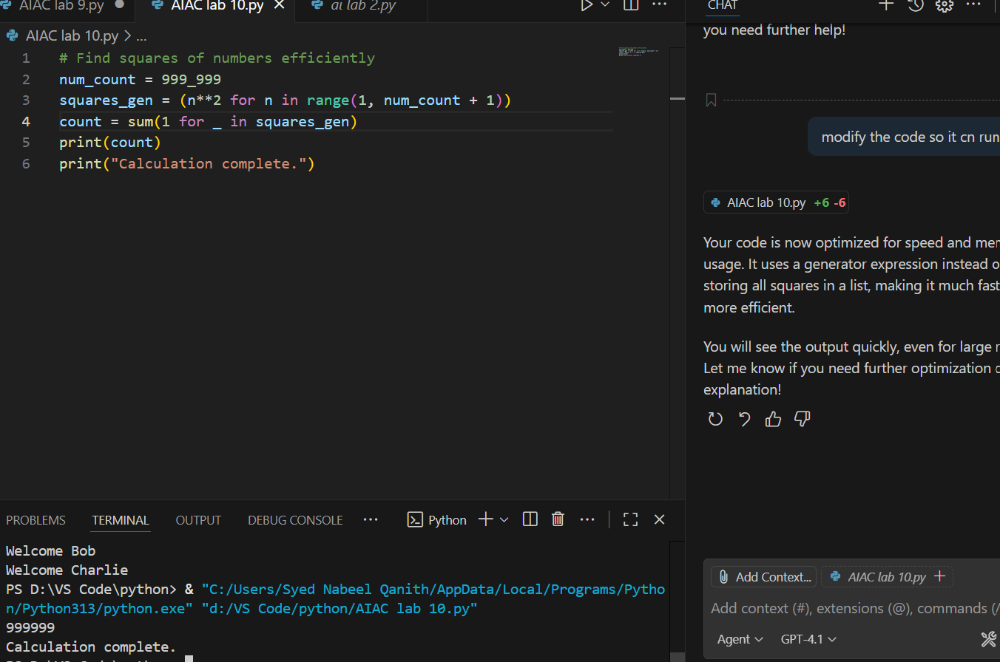 AIAC lab 9.py
AIAC lab 10.py
ai lab 2.py
AIAC lab 10.py > ...
1 # Find squares of numbers efficiently
2 num_count = 999_999
3 squares_gen = (n**2 for n in range(1, num_count + 1))
4 count = sum(1 for _ in squares_gen)
5 print(count)
6 print("Calculation complete.")
CHAT
you need further help!
modify the code so it cn run
AIAC lab 10.py +6 -6
Your code is now optimized for speed and
usage. It uses a generator expression instead
storing all squares in a list, making it much
more efficient.
You will see the output quickly, even for large
Let me know if you need further optimization
explanation!
PROBLEMS TERMINAL OUTPUT DEBUG CONSOLE ... Python
Welcome Bob
Welcome Charlie
PS D:\VS Code\python> & "C:/Users/Syed Nabeel Qanith/AppData/Local/Programs/Pytho
n/Python313/python.exe" "d:/VS Code/python/AIAC lab 10.py"
999999
Calculation complete.
Add Context... AIAC lab 10.py +
Add context (#), extensions (@), commands (/
Agent GPT-4.1